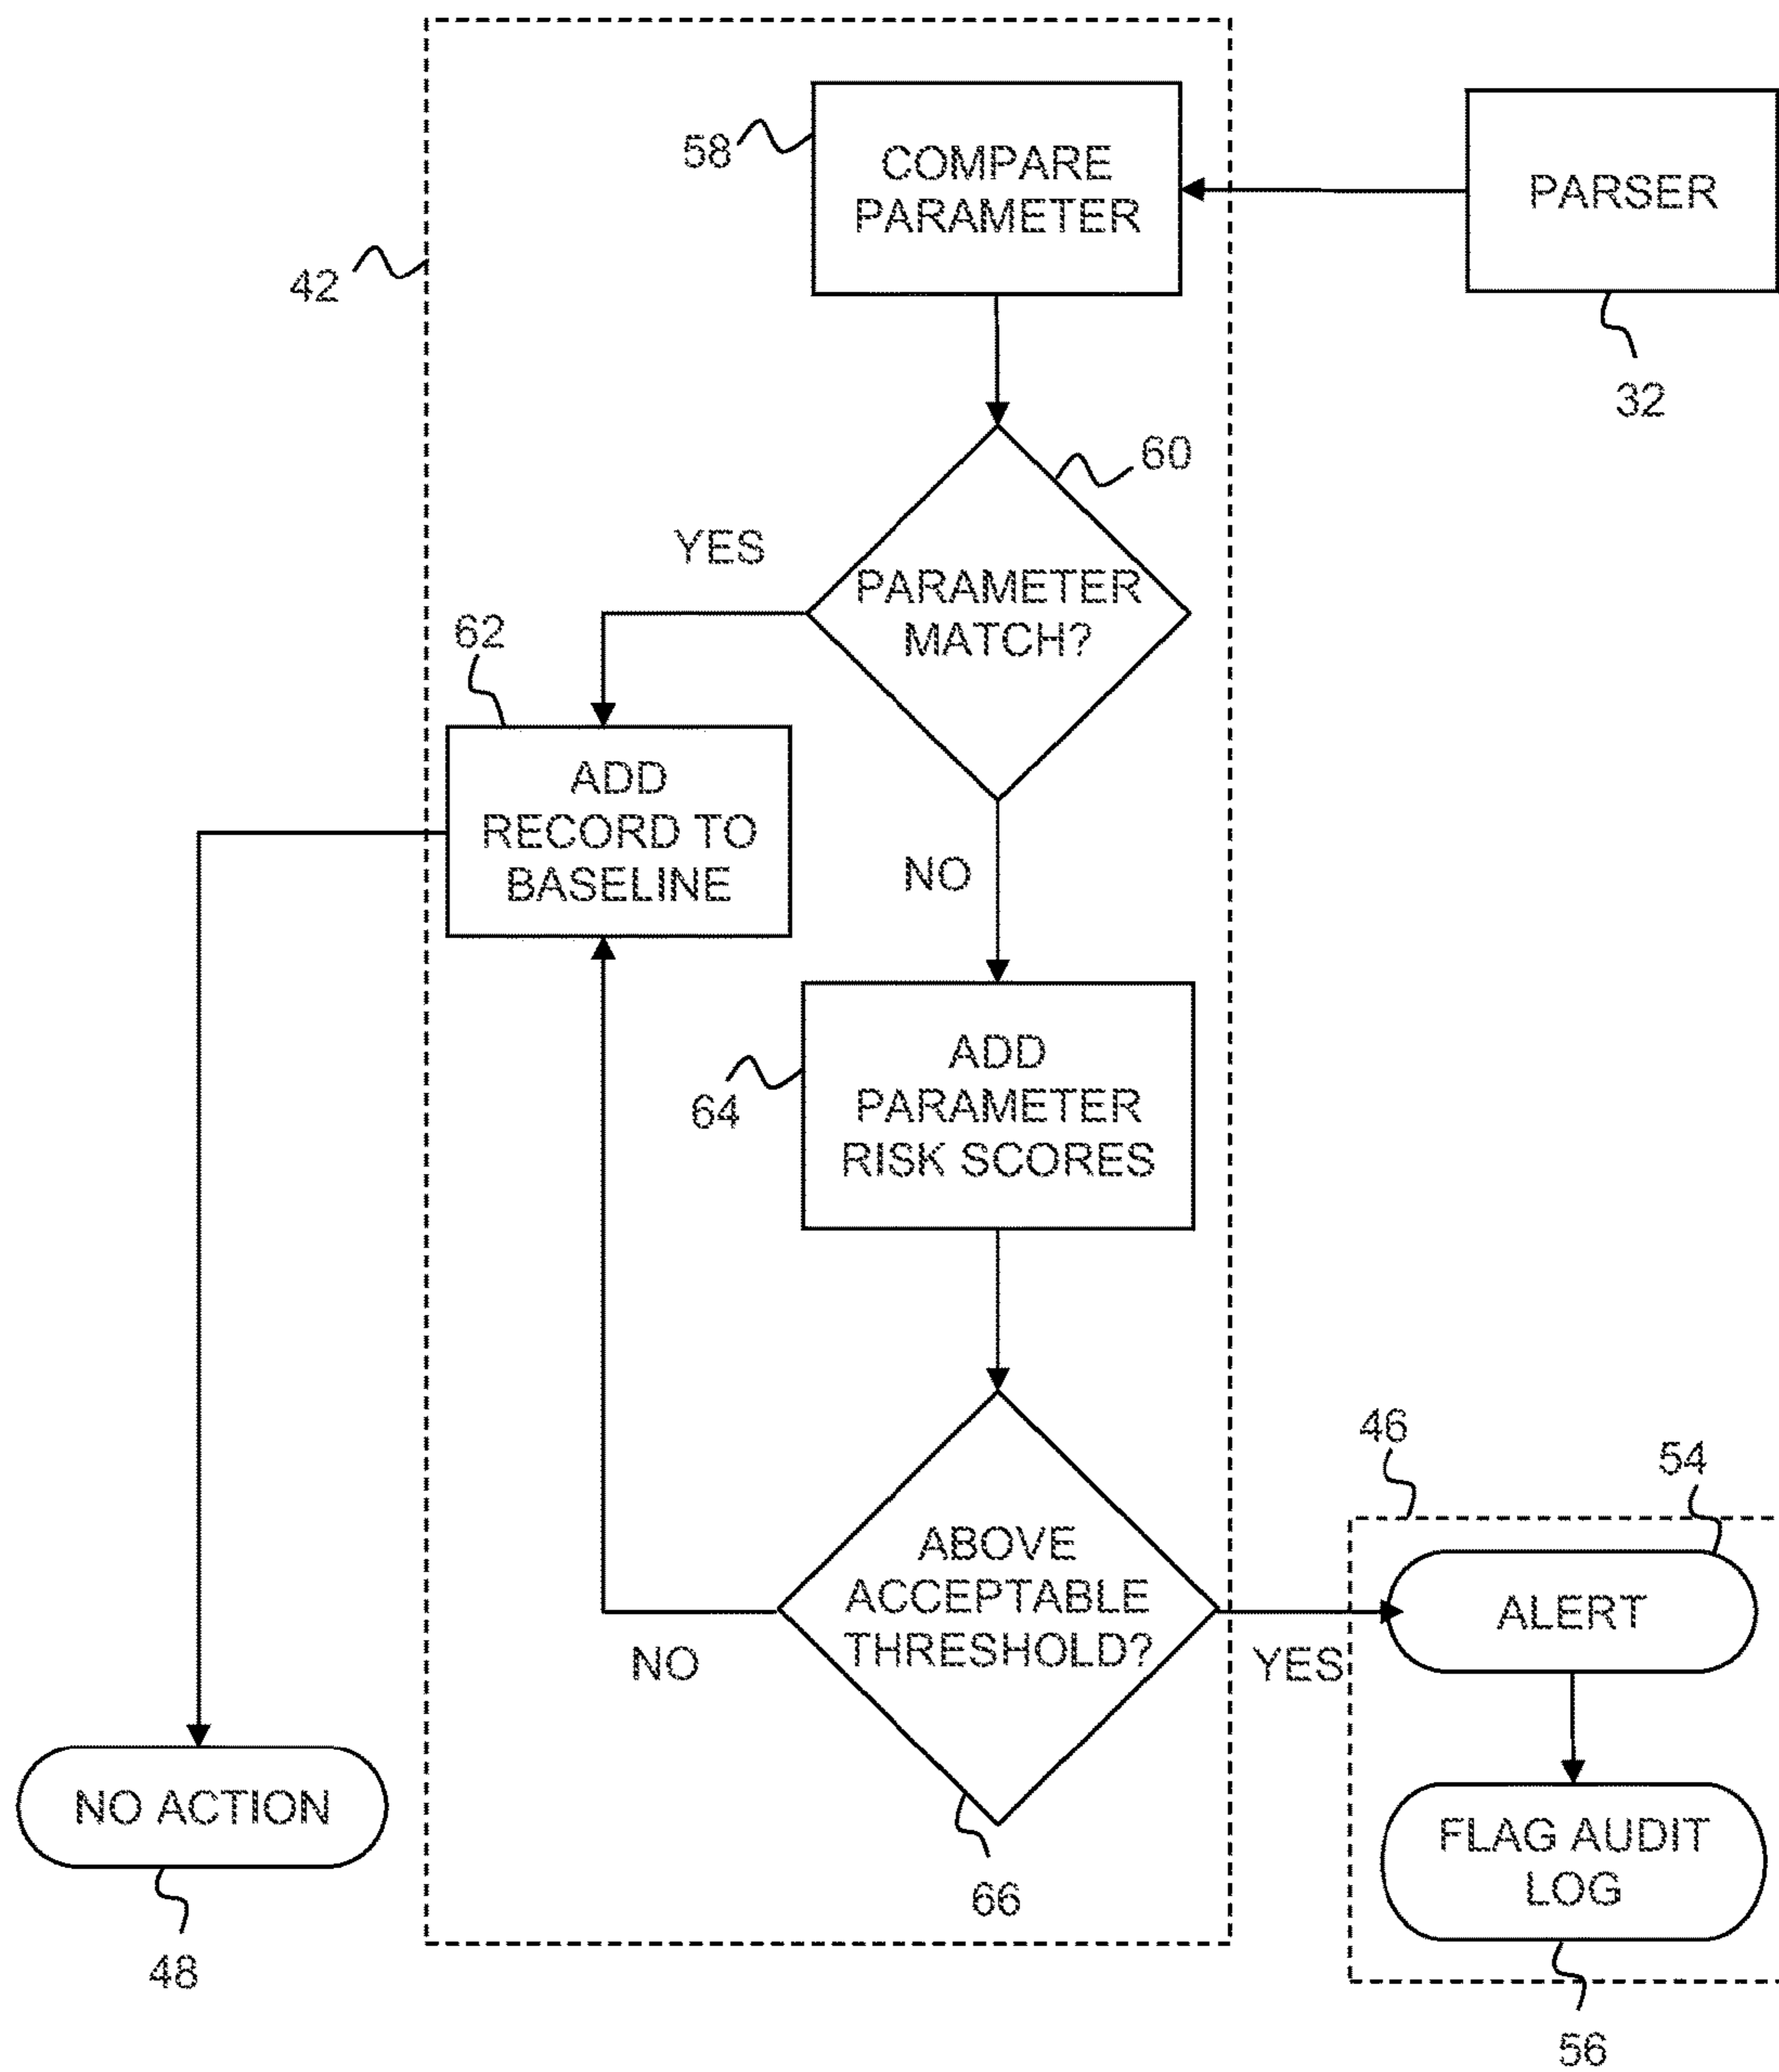 58
COMPARE
PARAMETER
PARSER
42
32
60
YES
PARAMETER
MATCH?
62
ADD
RECORD TO
BASELINE
NO
ADD
PARAMETER
RISK SCORES
64
46
54
ABOVE
ACCEPTABLE
THRESHOLD?
ALERT
NO
YES
NO ACTION
FLAG AUDIT
LOG
66
48
56